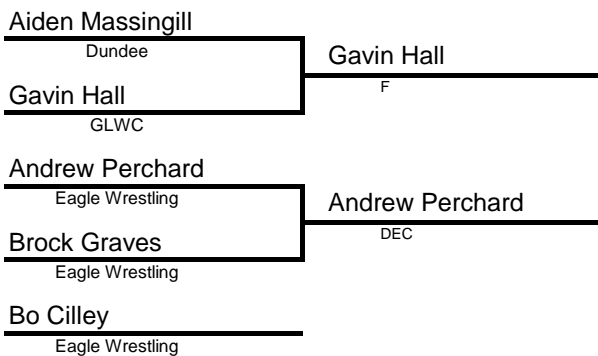 Aiden Massingill
Dundee
Gavin Hall
F
Gavin Hall
GLWC
Andrew Perchard
Eagle Wrestling
Andrew Perchard
DEC
Brock Graves
Eagle Wrestling
Bo Cilley
Eagle Wrestling